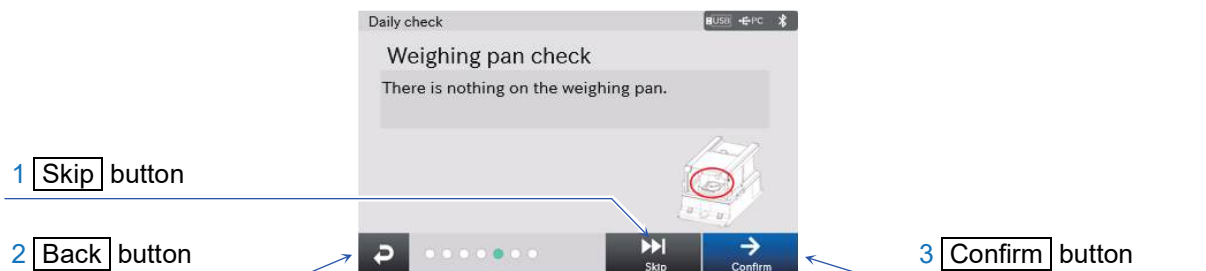 Daily check
USB PC
Weighing pan check
There is nothing on the weighing pan.
1 Skip button
2 Back button
Skip
Confirm
3 Confirm button